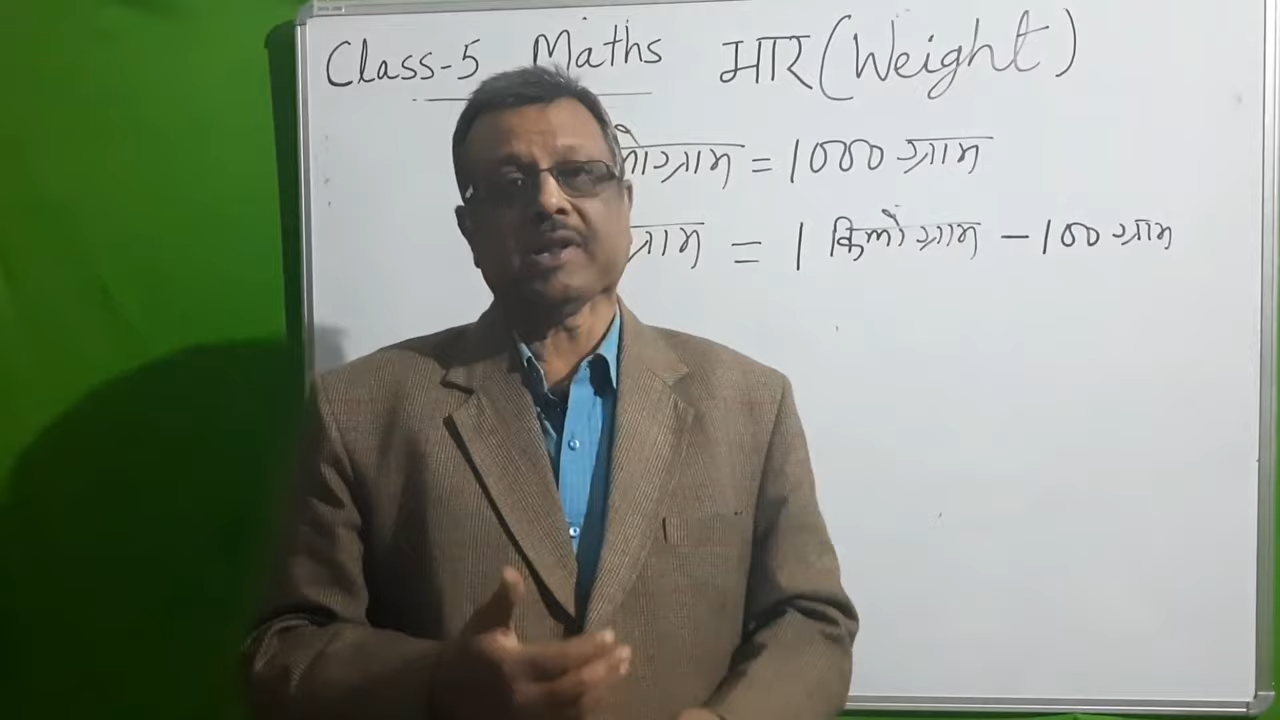 Class-5 Maths भार (Weight)
= 1000 ग्राम
ग्राम = 1 किलोग्राम - 100 ग्राम